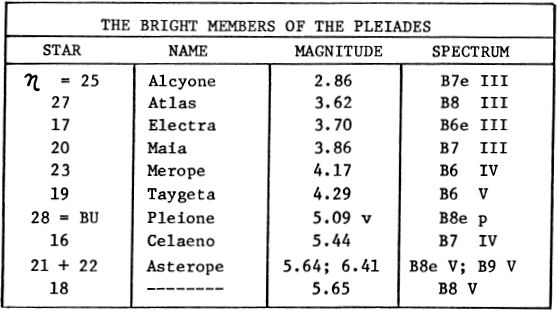 THE BRIGHT MEMBERS OF THE PLEIADES
STAR NAME MAGNITUDE SPECTRUM
η = 25 Alcyone 2.86 B7e III
27 Atlas 3.62 B8 III
17 Electra 3.70 B6e III
20 Maia 3.86 B7 III
23 Merope 4.17 B6 IV
19 Taygeta 4.29 B6 V
28 = BU Pleione 5.09 v B8e p
16 Celaeno 5.44 B7 IV
21 + 22 Asterope 5.64; 6.41 B8e V; B9 V
18 -------- 5.65 B8 V